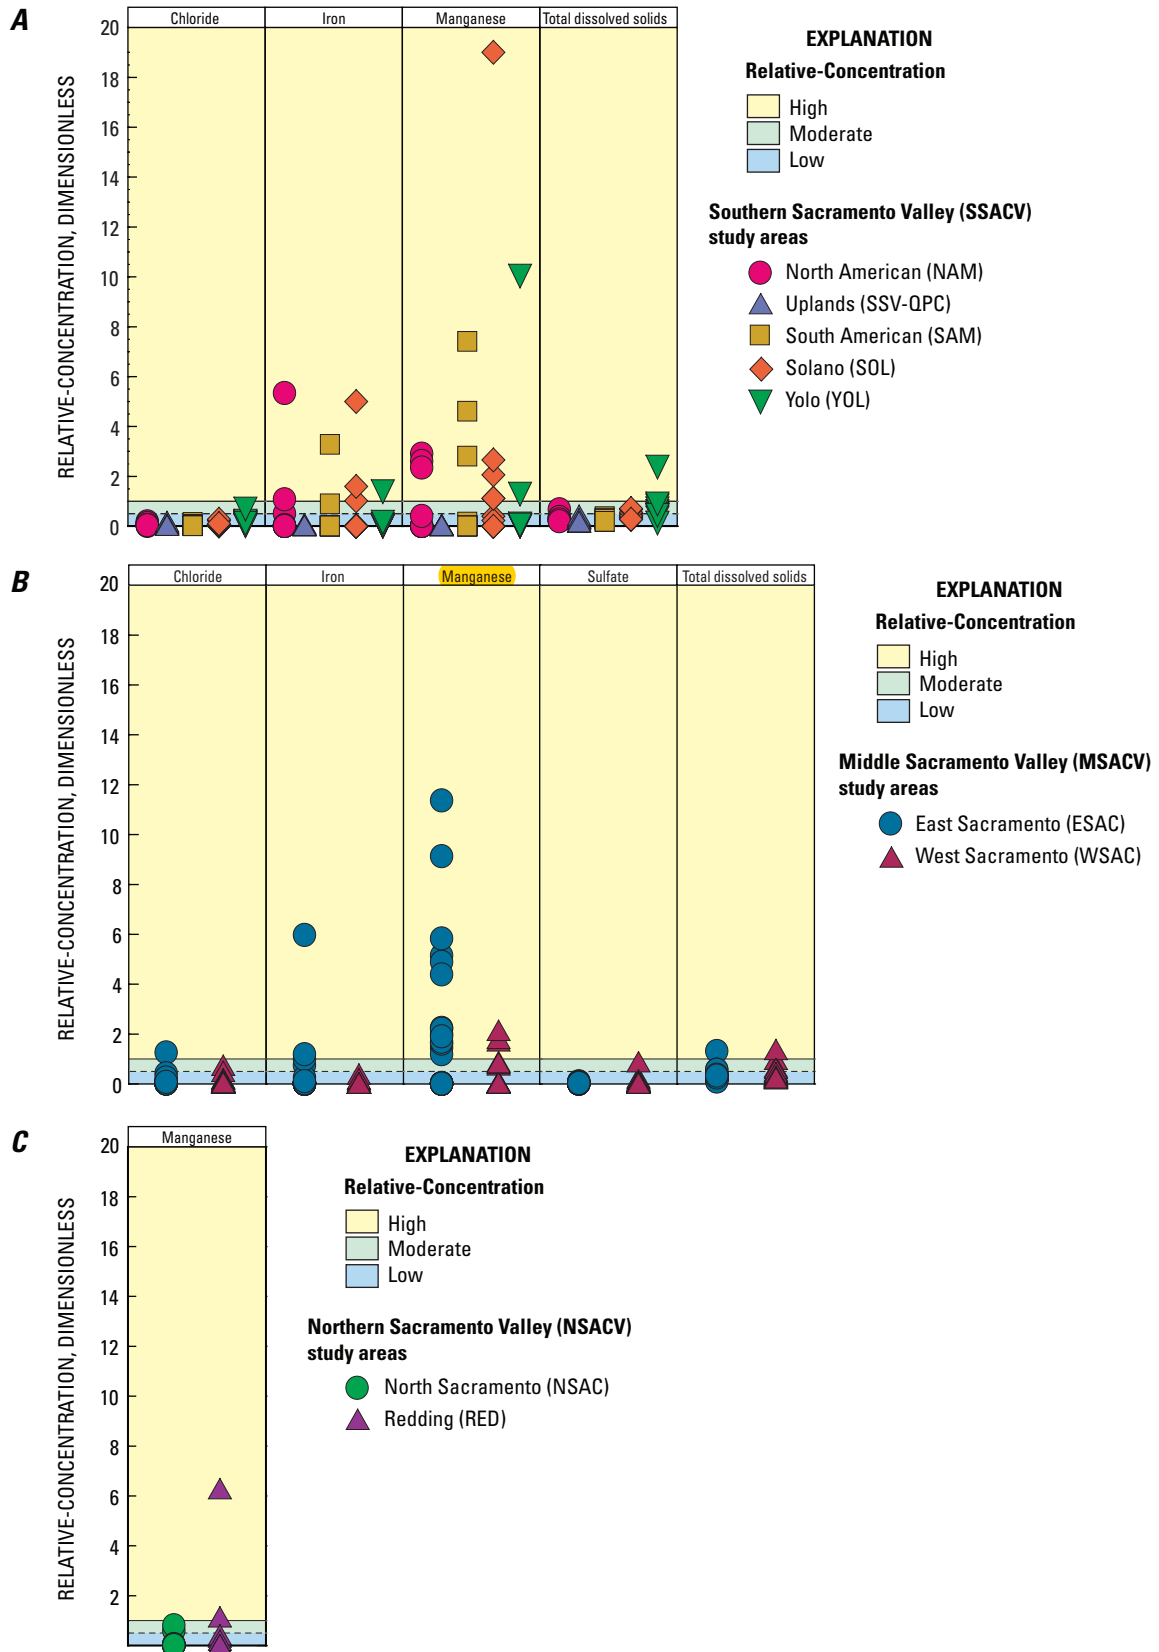 A
Chloride Iron Manganese Total dissolved solids
RELATIVE-CONCENTRATION, DIMENSIONLESS
20
18
16
14
12
10
8
6
4
2
0
EXPLANATION
Relative-Concentration
High
Moderate
Low
Southern Sacramento Valley (SSACV)
study areas
North American (NAM)
Uplands (SSV-QPC)
South American (SAM)
Solano (SOL)
Yolo (YOL)
B
Chloride Iron Manganese Sulfate Total dissolved solids
RELATIVE-CONCENTRATION, DIMENSIONLESS
20
18
16
14
12
10
8
6
4
2
0
EXPLANATION
Relative-Concentration
High
Moderate
Low
Middle Sacramento Valley (MSACV)
study areas
East Sacramento (ESAC)
West Sacramento (WSAC)
C
Manganese
RELATIVE-CONCENTRATION, DIMENSIONLESS
20
18
16
14
12
10
8
6
4
2
EXPLANATION
Relative-Concentration
High
Moderate
Low
Northern Sacramento Valley (NSACV)
study areas
North Sacramento (NSAC)
Redding (RED)